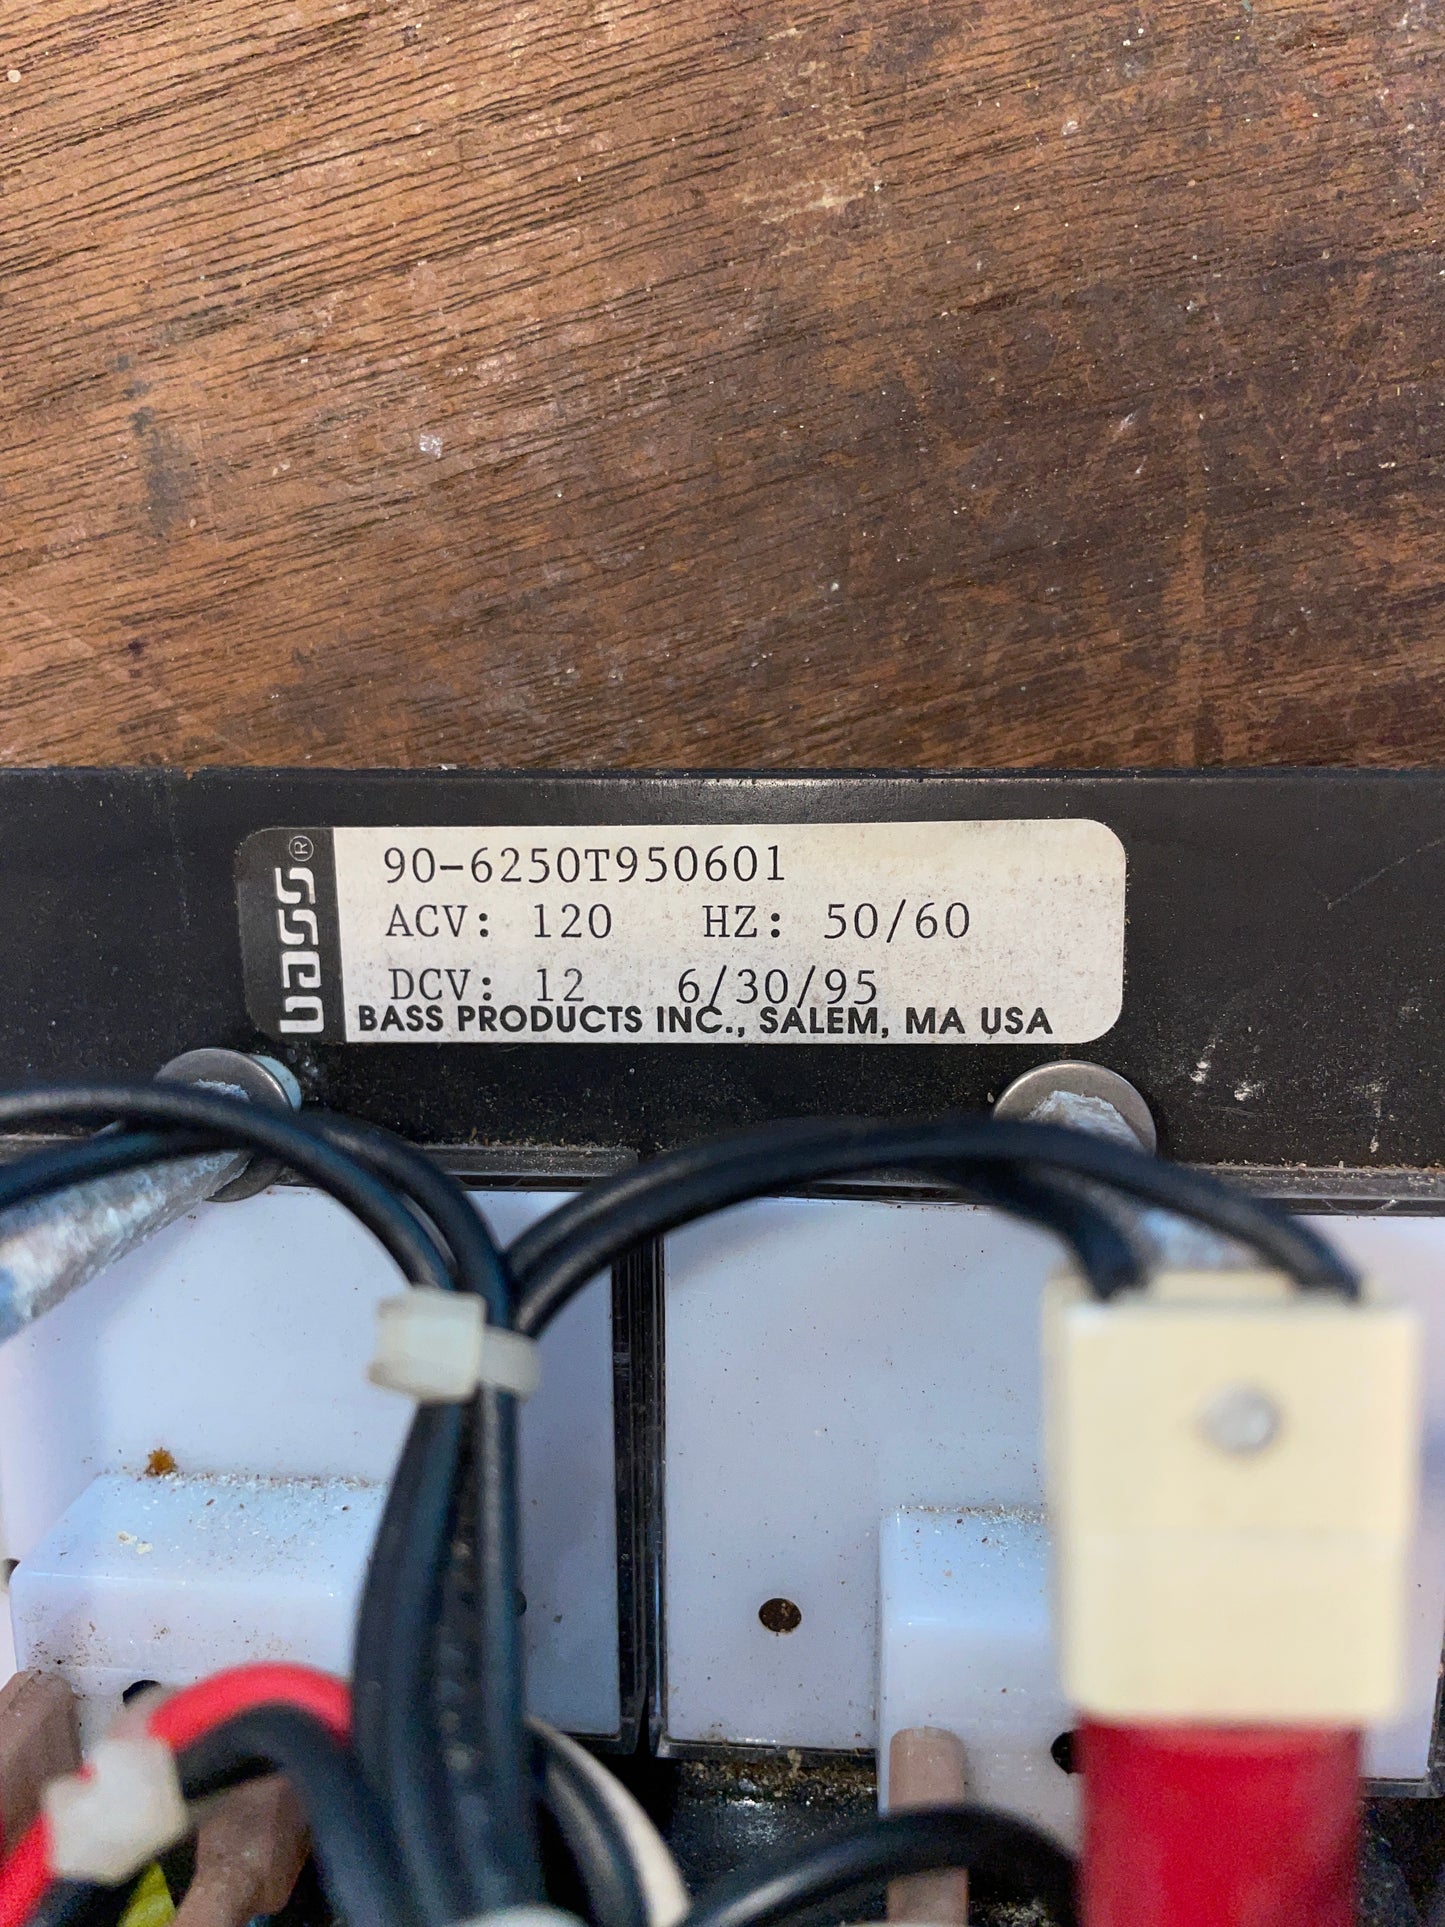 bass®
90-6250T950601
ACV: 120 HZ: 50/60
DCV: 12 6/30/95
BASS PRODUCTS INC., SALEM, MA USA